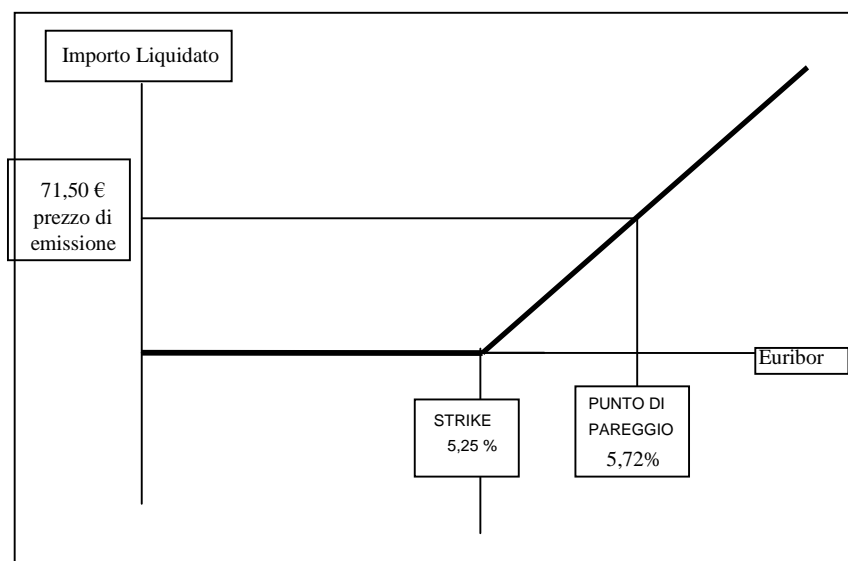 Importo Liquidato
71,50 €
prezzo di
emissione
Euribor
STRIKE
5,25 %
PUNTO DI
PAREGGIO
5,72%